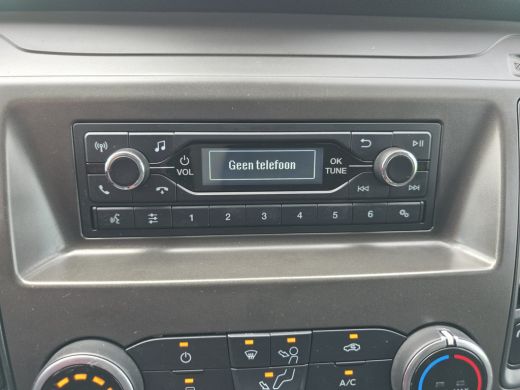 Geen telefoon
VOL
OK
TUNE
1 2 3 4 5 6
A/C